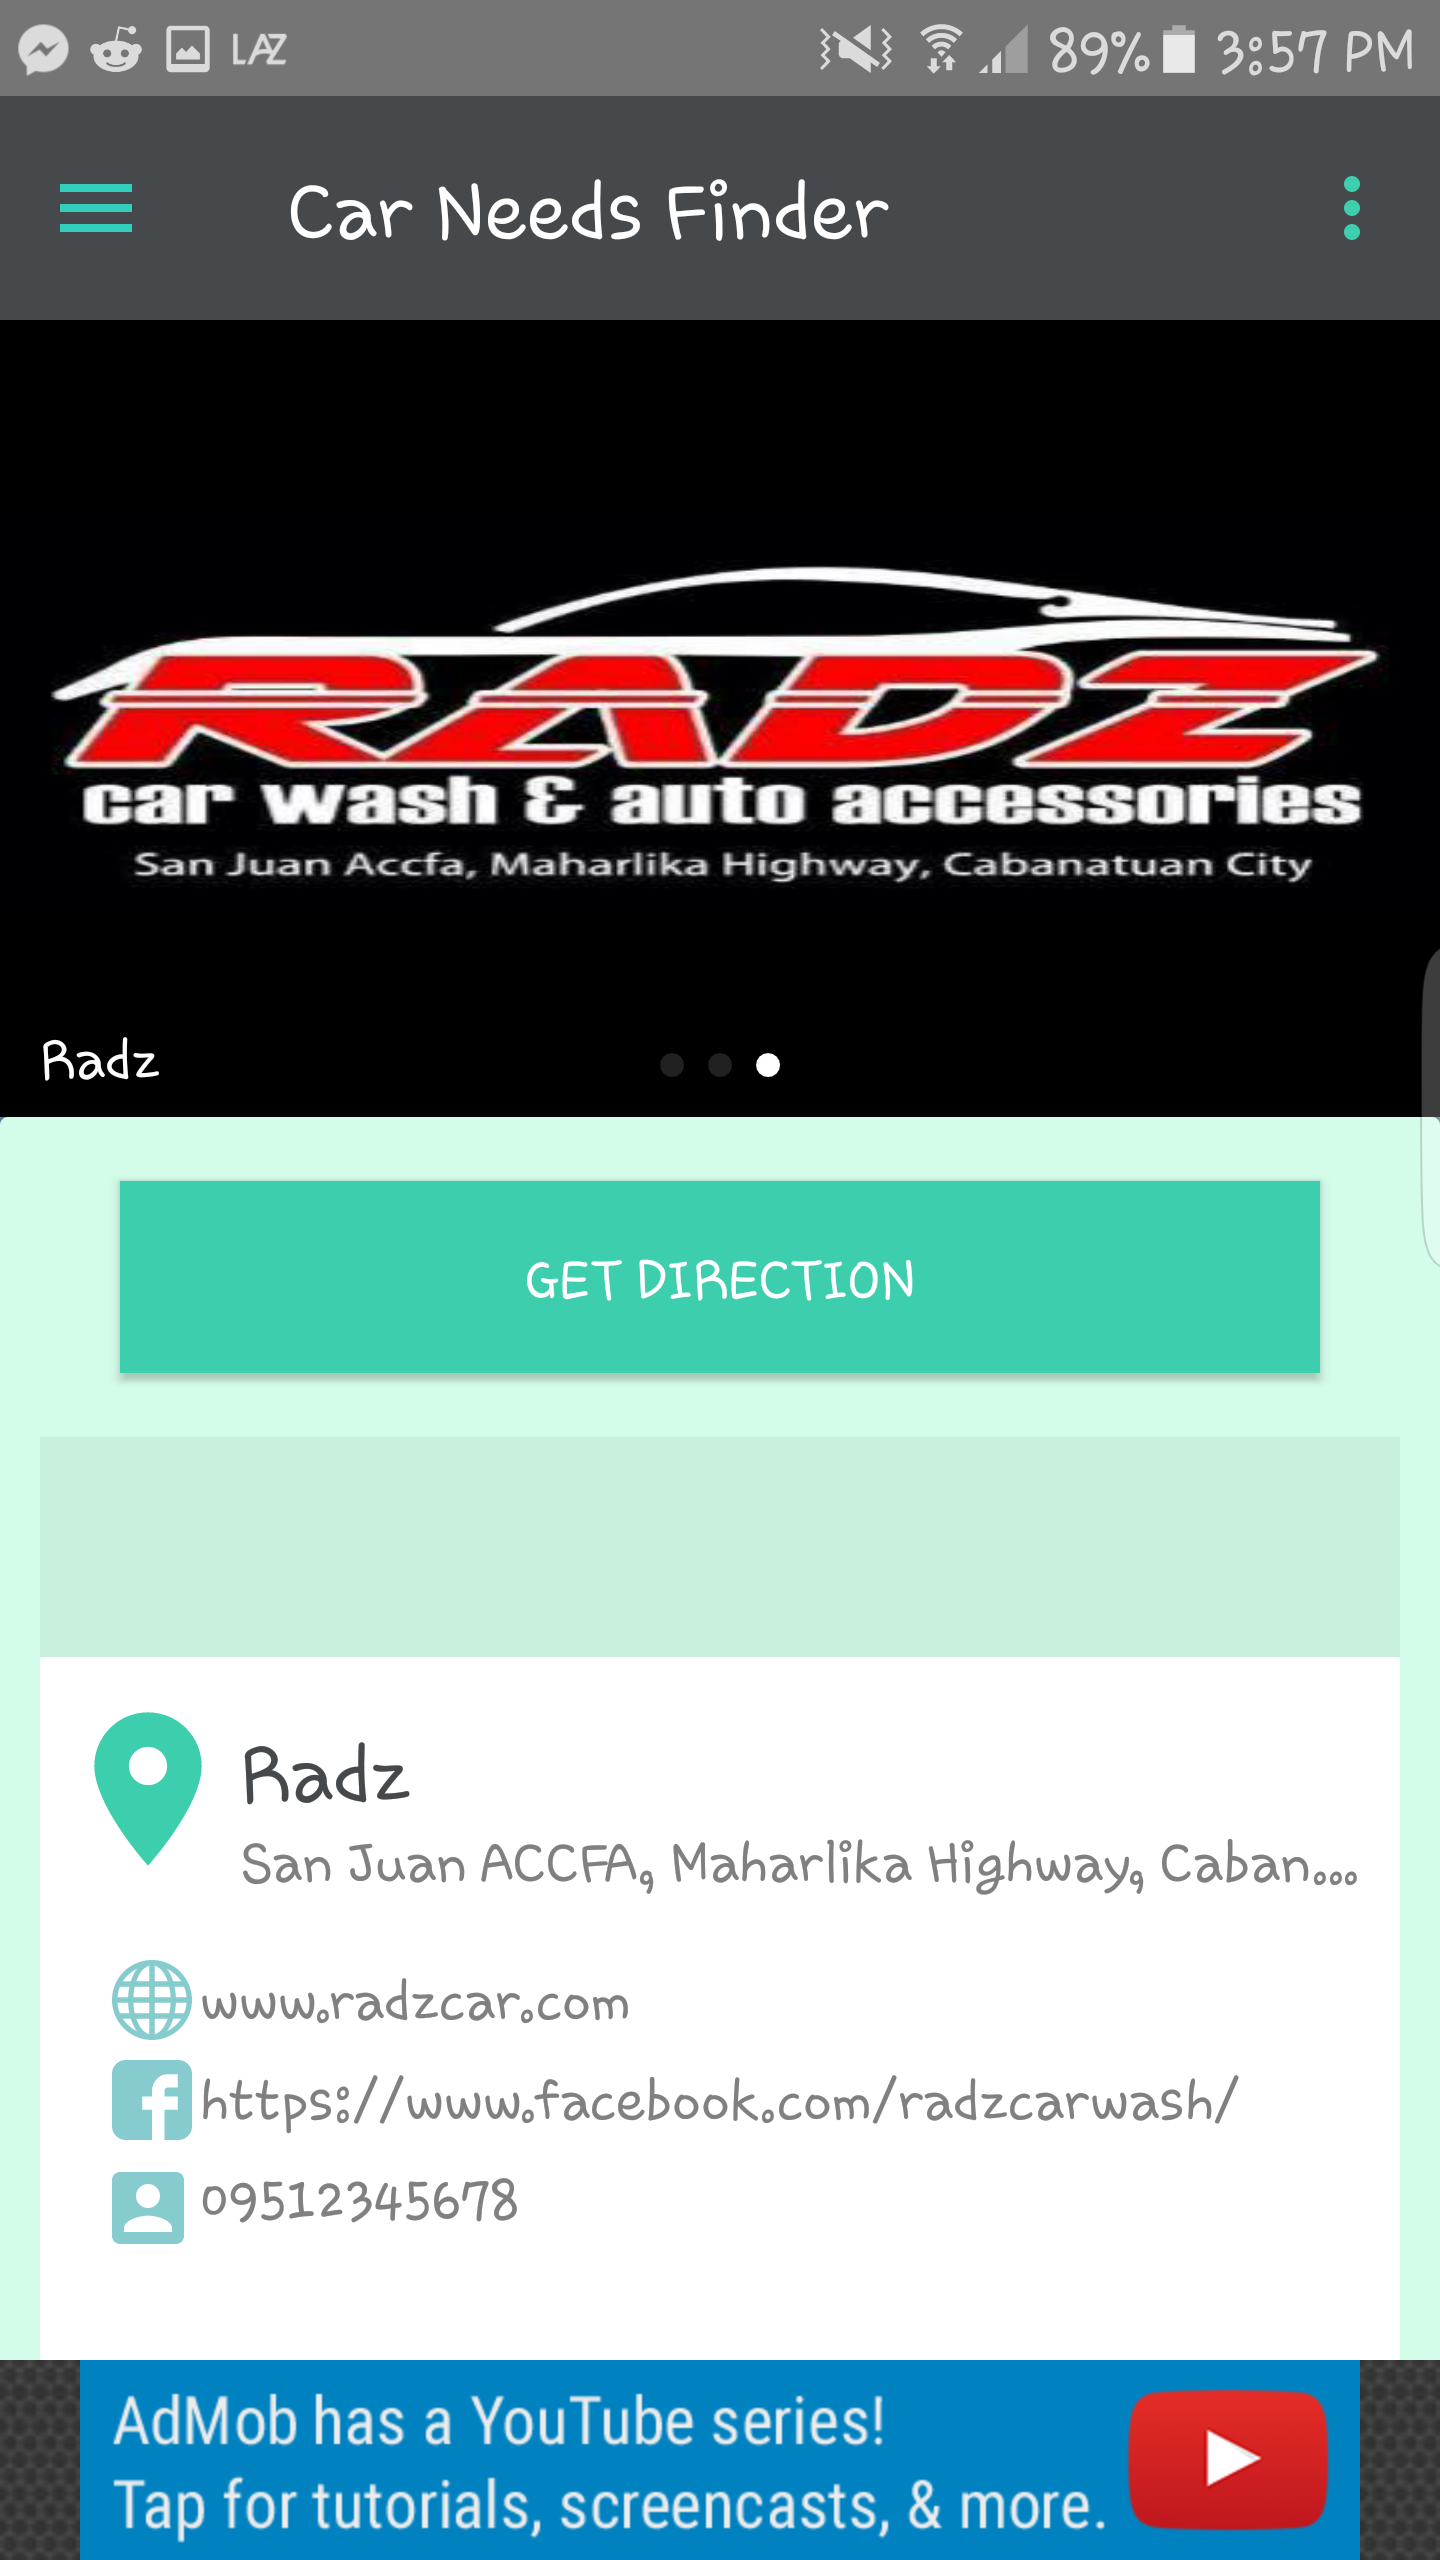 LAZ
89% 3:57 PM
Car Needs Finder
RADZ
car wash & auto accessories
San Juan Accfa, Maharlika Highway, Cabanatuan City
Radz
GET DIRECTION
Radz
San Juan ACCFA, Maharlika Highway, Caban...
www.radzcar.com
https://www.facebook.com/radzcarwash/
09512345678
AdMob has a YouTube series!
Tap for tutorials, screencasts, & more.